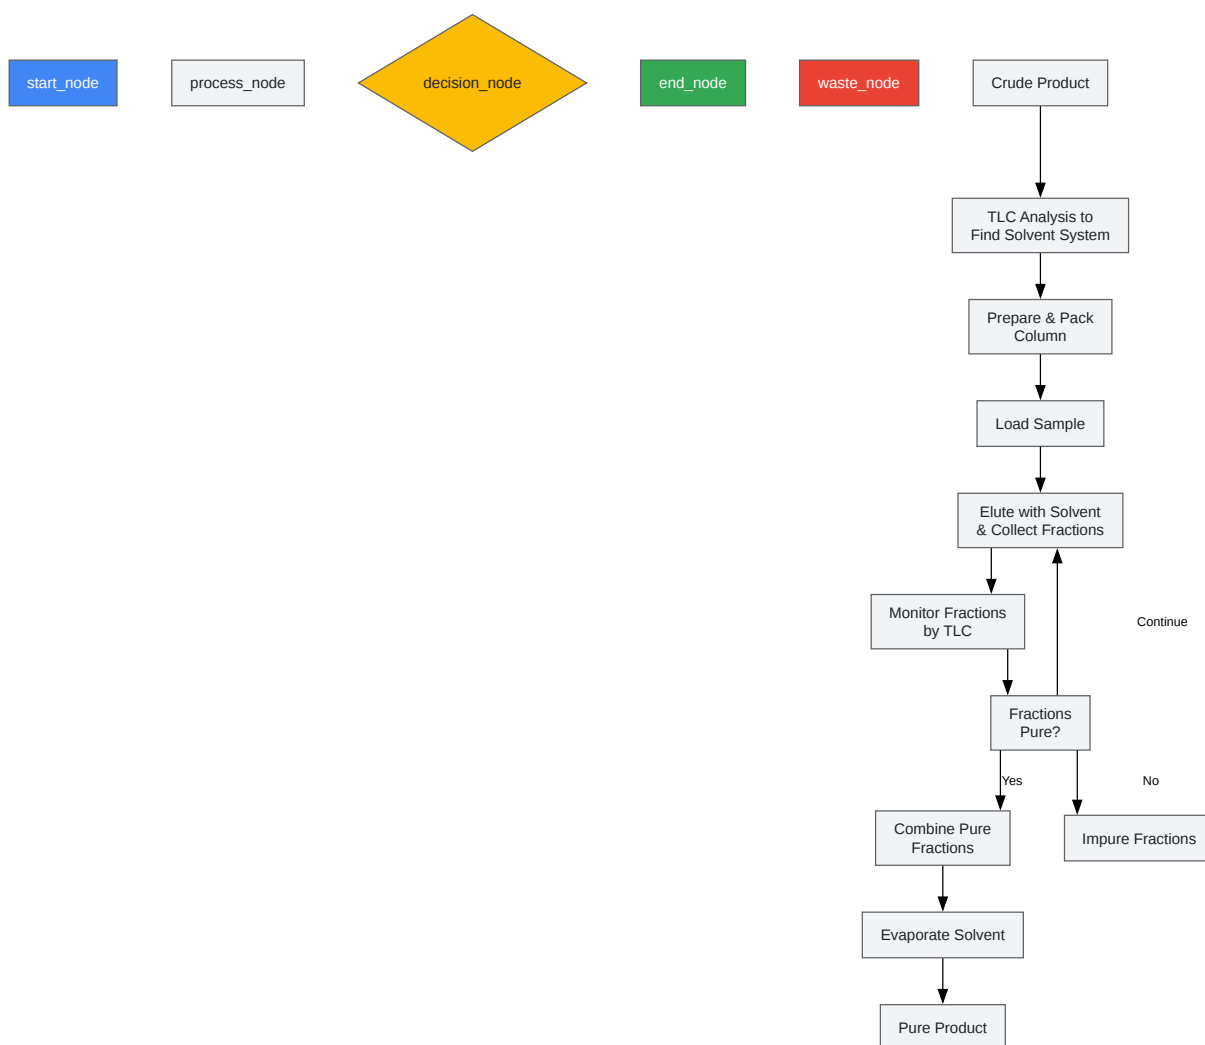 start_node
process_node
decision_node
end_node
waste_node
Crude Product
TLC Analysis to
Find Solvent System
Prepare & Pack
Column
Load Sample
Elute with Solvent
& Collect Fractions
Monitor Fractions
by TLC
Continue
Fractions
Pure?
Yes
No
Combine Pure
Fractions
Impure Fractions
Evaporate Solvent
Pure Product